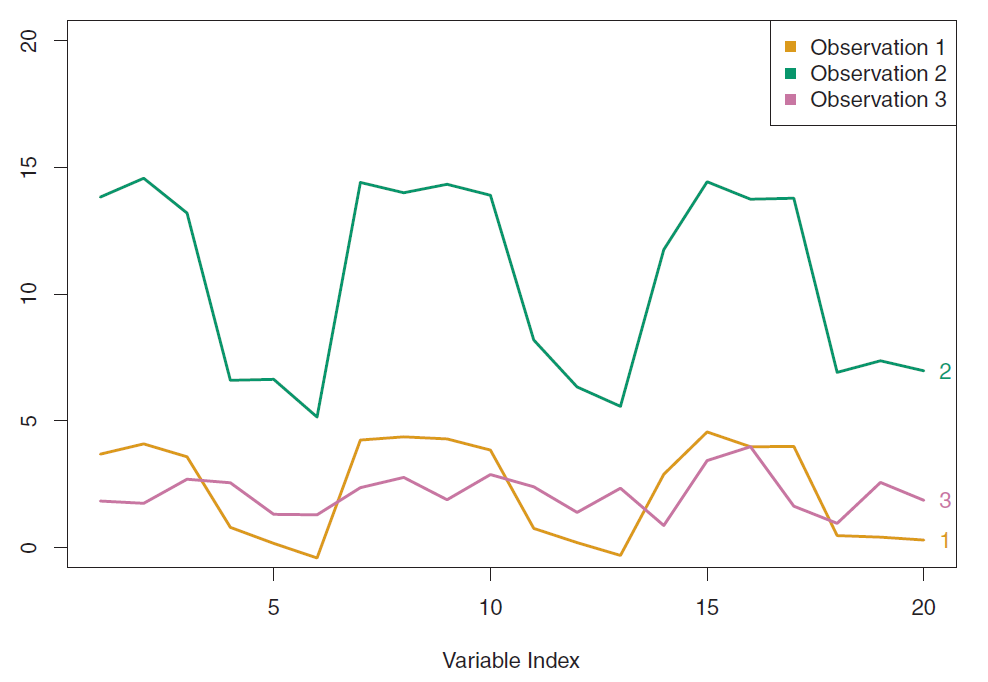 20
15
10
5
0
Observation 1
Observation 2
Observation 3
2
3
1
5 10 15 20
Variable Index